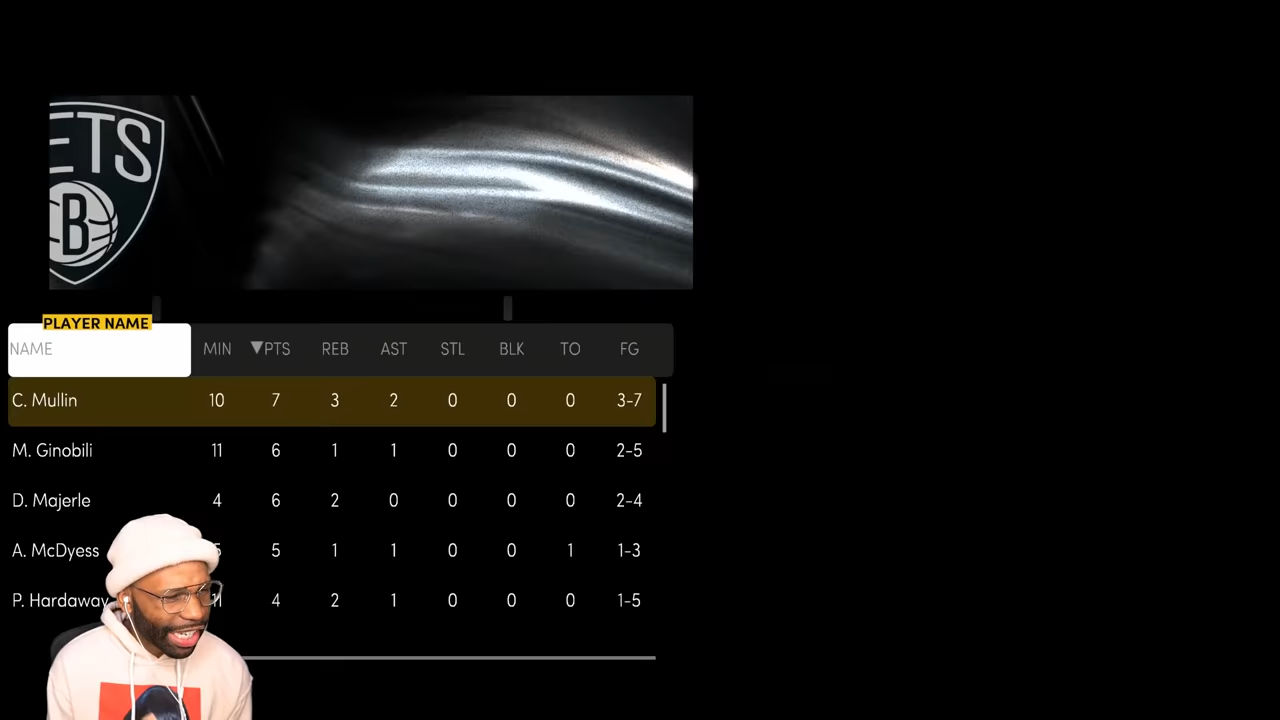 ETS
B
PLAYER NAME
NAME MIN ▼PTS REB AST STL BLK TO FG
C. Mullin 10 7 3 2 0 0 0 3-7
M. Ginobili 11 6 1 1 0 0 0 2-5
D. Majerle 4 6 2 0 0 0 0 2-4
A. McDyess 5 5 1 1 0 0 1 1-3
P. Hardaway 11 4 2 1 0 0 0 1-5